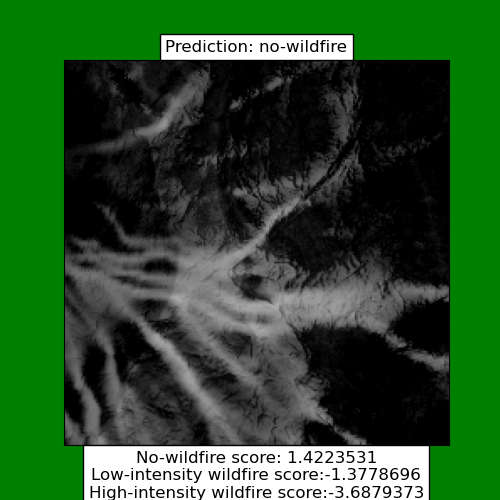 Prediction: no-wildfire
No-wildfire score: 1.4223531
Low-intensity wildfire score:-1.3778696
High-intensity wildfire score:-3.6879373